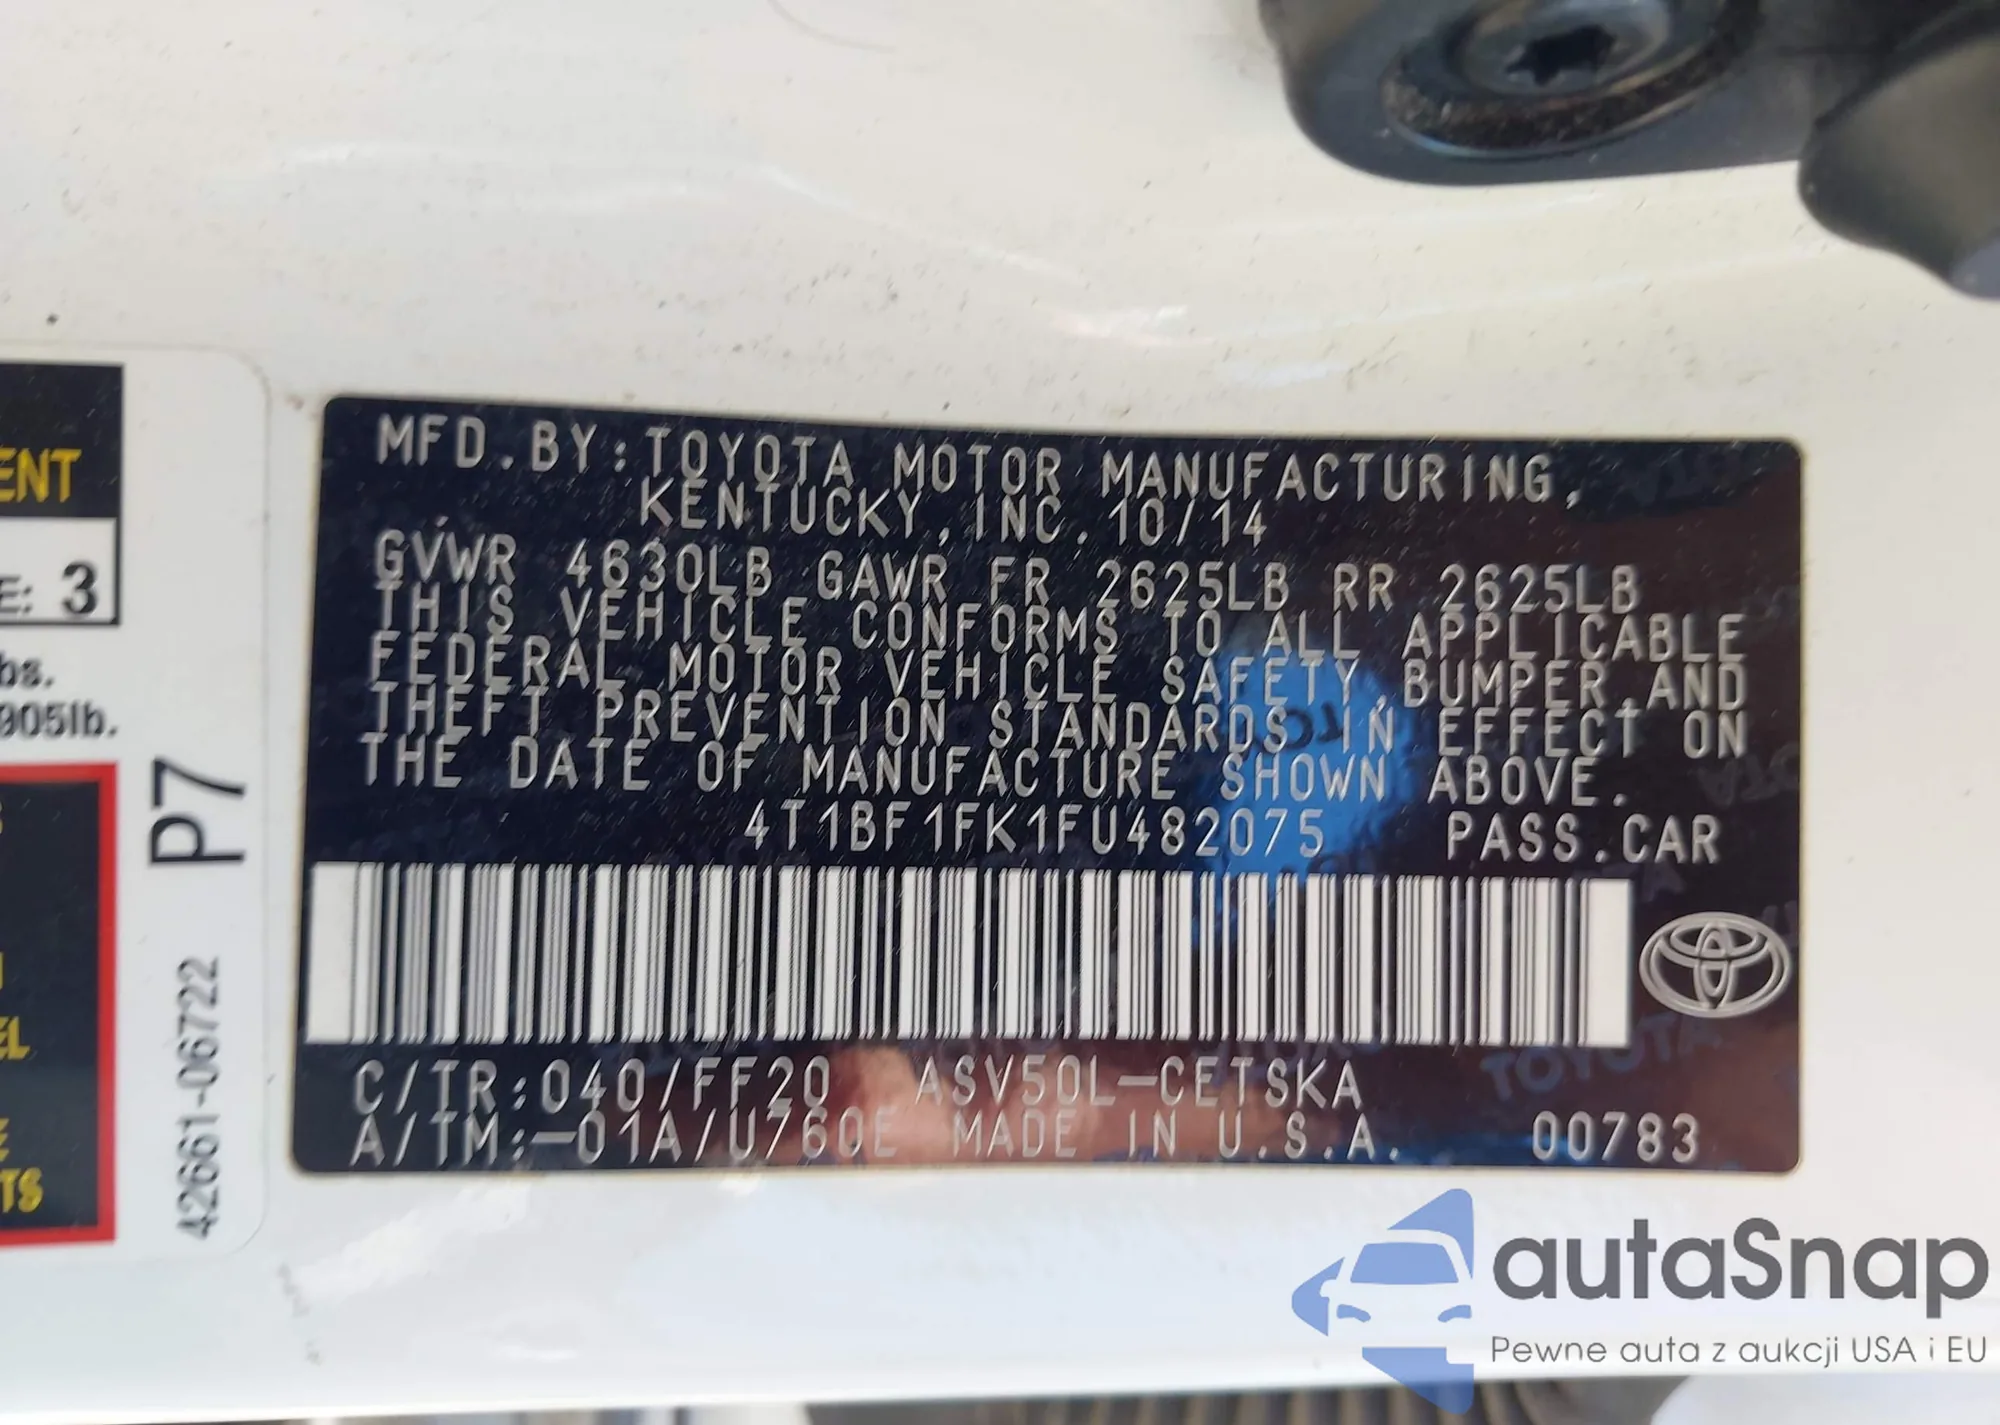 MFD.BY:TOYOTA MOTOR MANUFACTURING,
KENTUCKY,INC.10/14
GVWR 4630LB GAWR FR 2625LB RR 2625LB
THIS VEHICLE CONFORMS TO ALL APPLICABLE
FEDERAL MOTOR VEHICLE SAFETY,BUMPER,AND
THEFT PREVENTION STANDARDS IN EFFECT ON
THE DATE OF MANUFACTURE SHOWN ABOVE.
4T1BF1FK1FU482075 PASS.CAR
C/TR:040/FF20 ASV50L-CETSKA
A/TM:-01A/U760E MADE IN U.S.A. 00783
TOYOTA
ENT
E: 3
bs.
905lb.
P7
42661-06722
EL
E
TS
autaSnap
Pewne auta z aukcji USA i EU